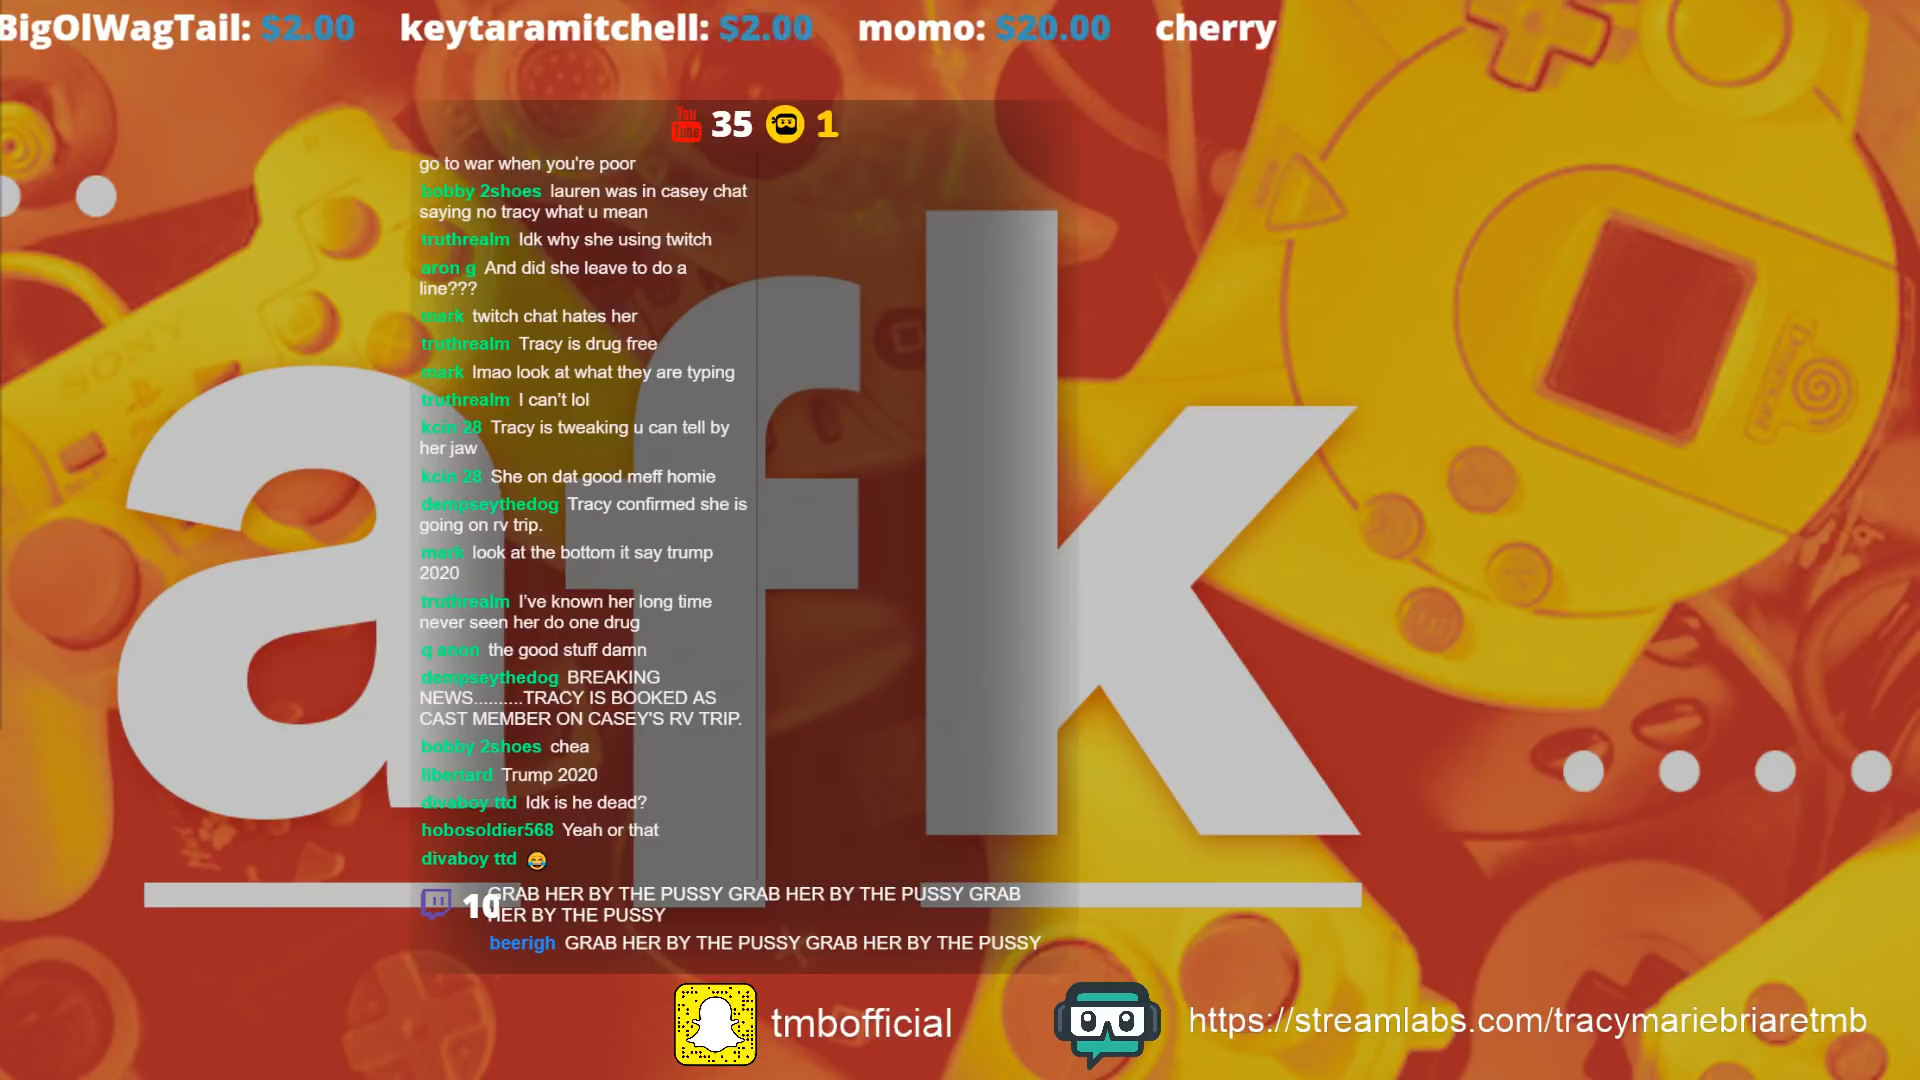 BigOlWagTail: $2.00 keytaramitchell: $2.00 momo: $20.00 cherry
You Tube 35 1
go to war when you're poor
bobby 2shoes lauren was in casey chat
saying no tracy what u mean
truthrealm Idk why she using twitch
aron g And did she leave to do a
line???
mark twitch chat hates her
truthrealm Tracy is drug free
mark lmao look at what they are typing
truthrealm I can't lol
kcin 28 Tracy is tweaking u can tell by
her jaw
kcin 28 She on dat good meff homie
dempseythedog Tracy confirmed she is
going on rv trip.
mark look at the bottom it say trump
2020
truthrealm I've known her long time
never seen her do one drug
q anon the good stuff damn
dempseythedog BREAKING
NEWS..........TRACY IS BOOKED AS
CAST MEMBER ON CASEY'S RV TRIP.
bobby 2shoes chea
libertard Trump 2020
divaboy ttd Idk is he dead?
hobosoldier568 Yeah or that
divaboy ttd 😂
afk
SONY
Dreamcast
10
GRAB HER BY THE PUSSY GRAB HER BY THE PUSSY GRAB
HER BY THE PUSSY
beerigh GRAB HER BY THE PUSSY GRAB HER BY THE PUSSY
tmbofficial
https://streamlabs.com/tracymariebriaretmb